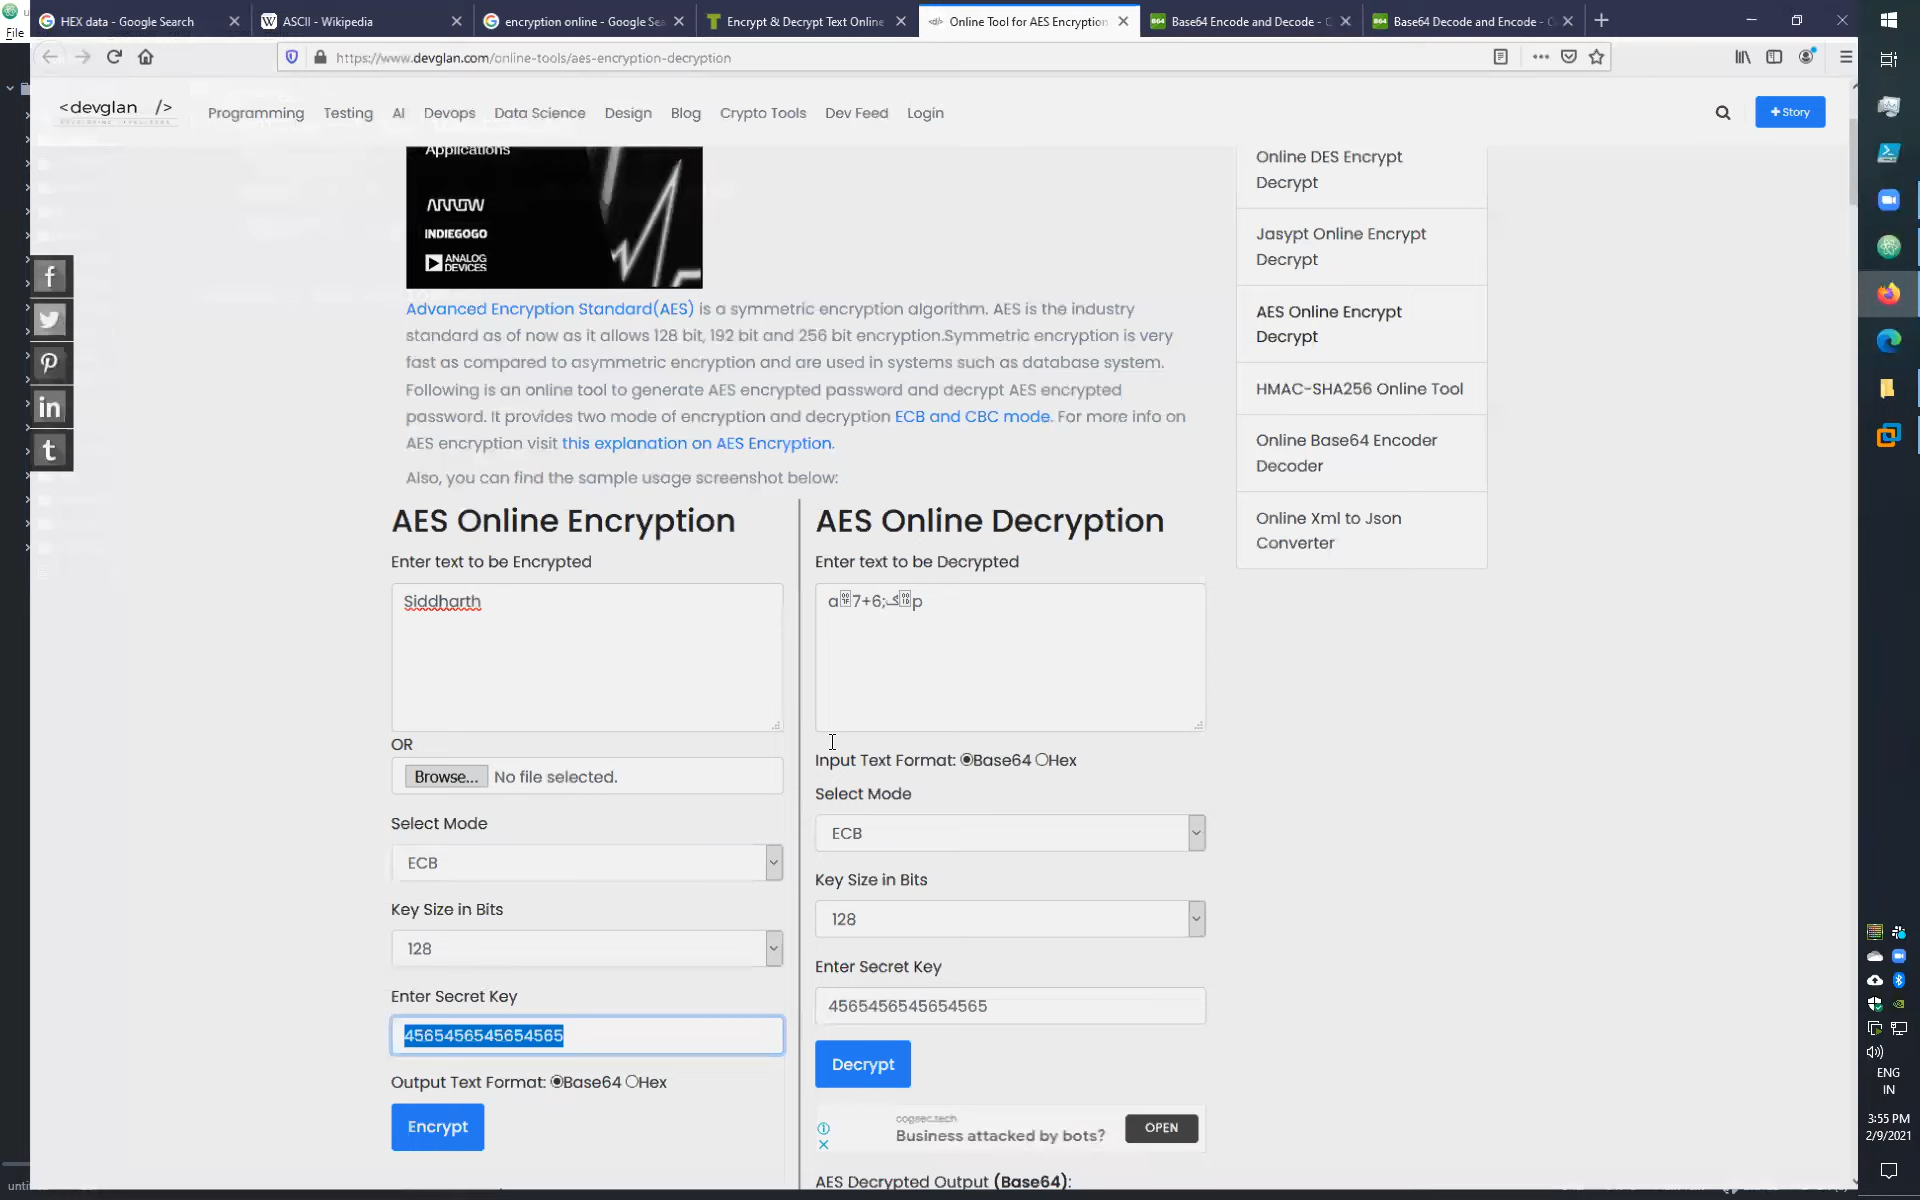 HEX data - Google Search
ASCII - Wikipedia
encryption online - Google Sea
Encrypt & Decrypt Text Online
Online Tool for AES Encryption
Base64 Encode and Decode -
Base64 Decode and Encode -
File
https://www.devglan.com/online-tools/aes-encryption-decryption
<devglan />
Programming Testing AI Devops Data Science Design Blog Crypto Tools Dev Feed Login
+Story
Applications
ARROW
INDIEGOGO
ANALOG
DEVICES
Advanced Encryption Standard(AES) is a symmetric encryption algorithm. AES is the industry
standard as of now as it allows 128 bit, 192 bit and 256 bit encryption.Symmetric encryption is very
fast as compared to asymmetric encryption and are used in systems such as database system.
Following is an online tool to generate AES encrypted password and decrypt AES encrypted
password. It provides two mode of encryption and decryption ECB and CBC mode. For more info on
AES encryption visit this explanation on AES Encryption.
Also, you can find the sample usage screenshot below:
AES Online Encryption
Enter text to be Encrypted
Siddharth
OR
Browse... No file selected.
Select Mode
ECB
Key Size in Bits
128
Enter Secret Key
4565456545654565
Output Text Format: Base64 Hex
Encrypt
AES Online Decryption
Enter text to be Decrypted
Input Text Format: Base64 Hex
Select Mode
ECB
Key Size in Bits
128
Enter Secret Key
4565456545654565
Decrypt
cogsec.tech
Business attacked by bots?
OPEN
AES Decrypted Output (Base64):
Online DES Encrypt
Decrypt
Jasypt Online Encrypt
Decrypt
AES Online Encrypt
Decrypt
HMAC-SHA256 Online Tool
Online Base64 Encoder
Decoder
Online Xml to Json
Converter
ENG
IN
3:55 PM
2/9/2021